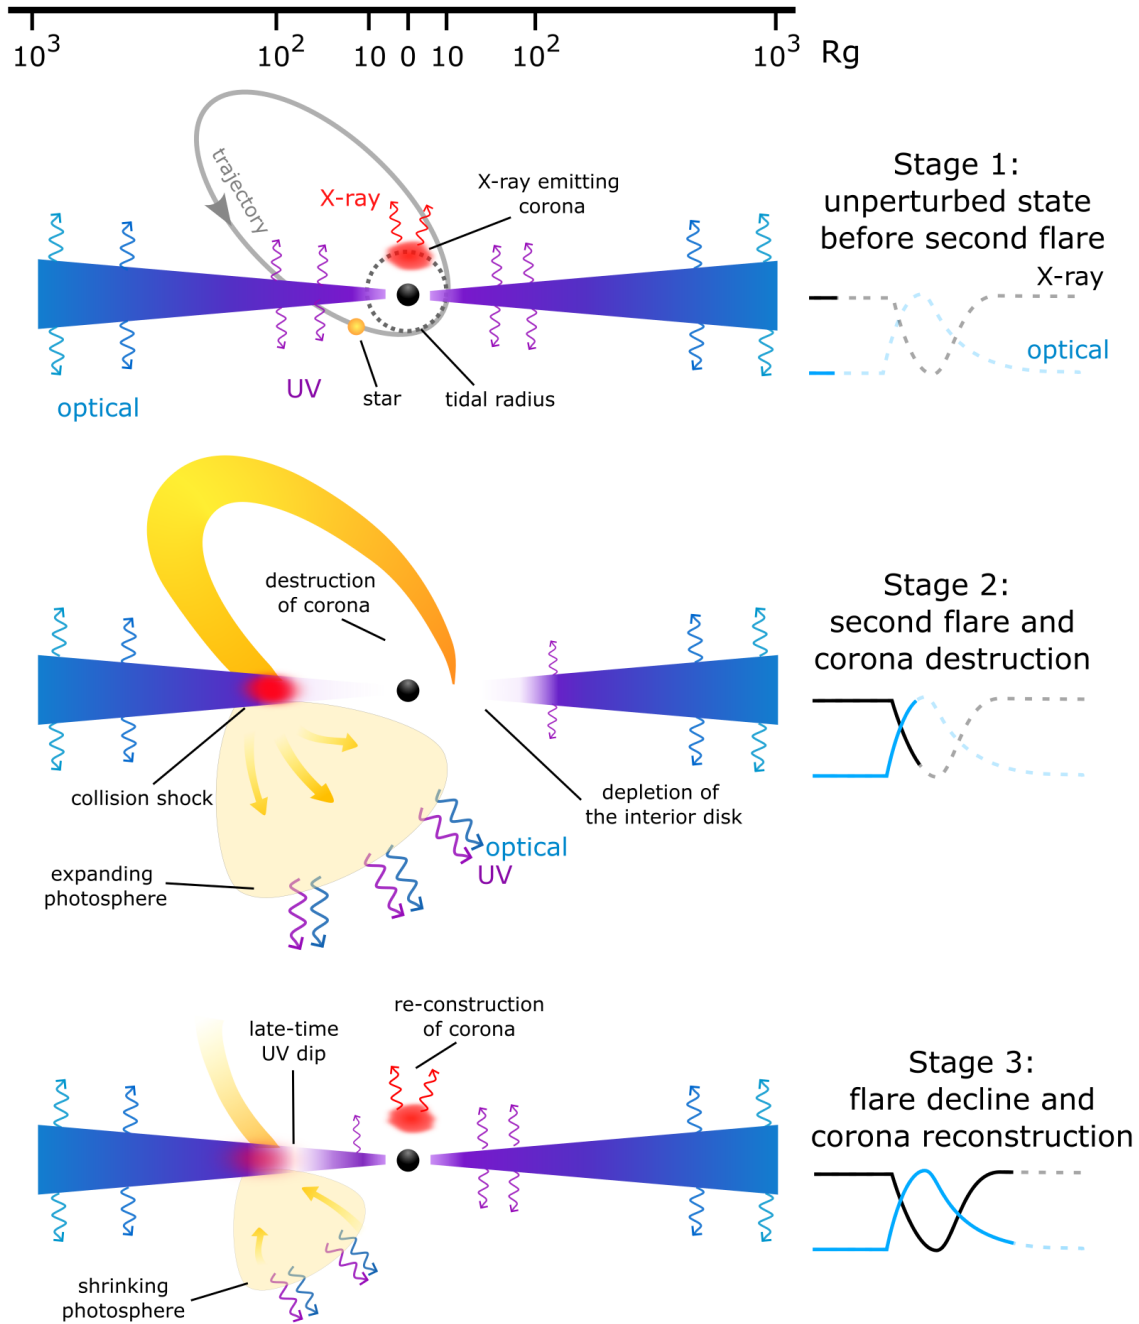 10³ 10² 10 0 10 10² 10³ Rg
trajectory
X-ray
X-ray emitting
corona
UV
optical
star
tidal radius
Stage 1:
unperturbed state
before second flare
X-ray
optical
destruction
of corona
collision shock
depletion of
the interior disk
expanding
photosphere
optical
UV
Stage 2:
second flare and
corona destruction
late-time
UV dip
re-construction
of corona
shrinking
photosphere
Stage 3:
flare decline and
corona reconstruction